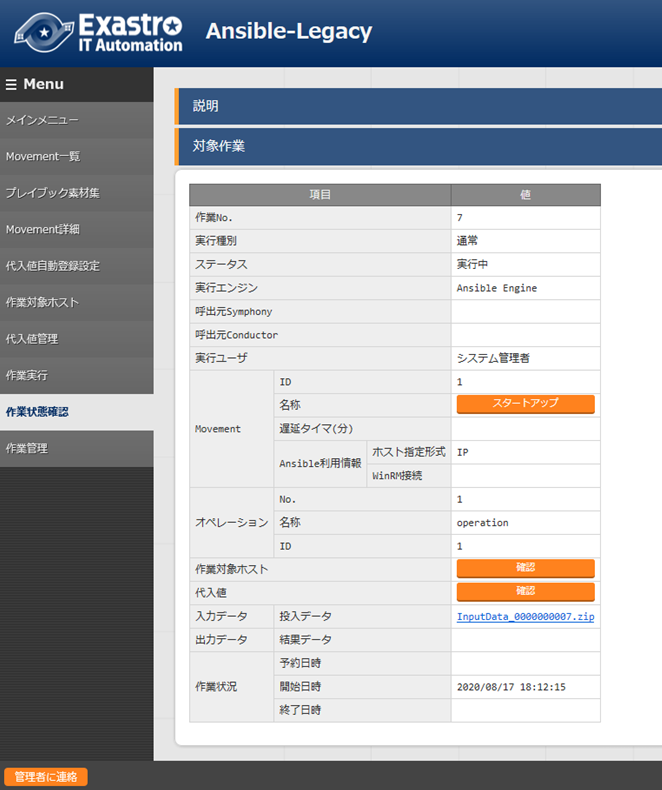 Exastro
IT Automation
Ansible-Legacy
Menu
メインメニュー
Movement一覧
プレイブック素材集
Movement詳細
代入値自動登録設定
作業対象ホスト
代入値管理
作業実行
作業状態確認
作業管理
説明
対象作業
項目 値
作業No. 7
実行種別 通常
ステータス 実行中
実行エンジン Ansible Engine
呼出元Symphony
呼出元Conductor
実行ユーザ システム管理者
Movement
ID 1
名称 スタートアップ
遅延タイマ(分)
Ansible利用情報
ホスト指定形式 IP
WinRM接続
オペレーション
No. 1
名称 operation
ID 1
作業対象ホスト 確認
代入値 確認
入力データ 投入データ InputData_0000000007.zip
出力データ 結果データ
作業状況
予約日時
開始日時 2020/08/17 18:12:15
終了日時
管理者に連絡